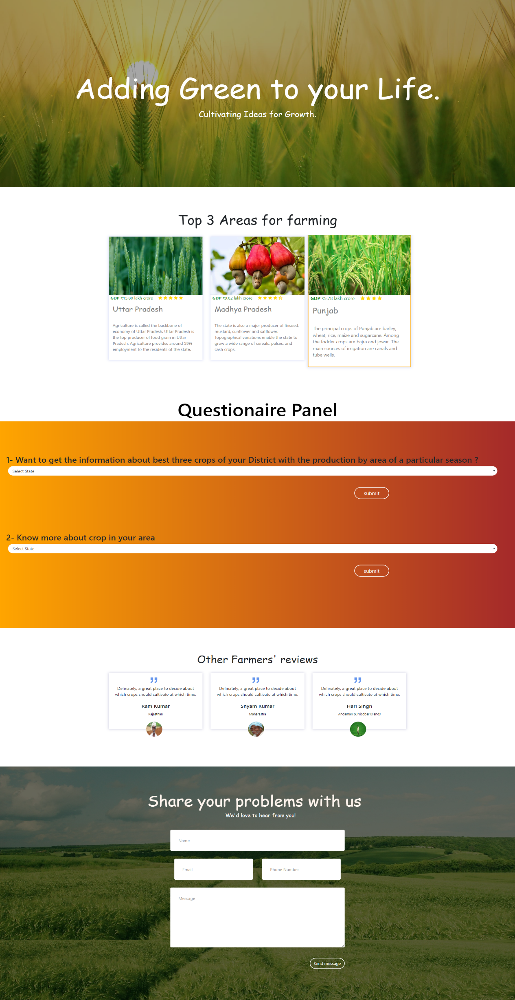 Adding Green to your Life.
Cultivating Ideas for Growth.
Top 3 Areas for farming
GDP ₹15.80 lakh crore
Uttar Pradesh
Agriculture is called the backbone of
economy of Uttar Pradesh. Uttar Pradesh is
the top producer of food grain in Uttar
Pradesh. Agriculture provides around 59%
employment to the residents of the state.
GDP ₹9.62 lakh crore
Madhya Pradesh
The state is also a major producer of linseed,
mustard, sunflower and safflower.
Topographical variations enable the state to
grow a wide range of cereals, pulses, and
cash crops.
GDP ₹5.78 lakh crore
Punjab
The principal crops of Punjab are barley,
wheat, rice, maize and sugarcane. Among
the fodder crops are bajra and jowar. The
main sources of irrigation are canals and
tube wells.
Questionaire Panel
1- Want to get the information about best three crops of your District with the production by area of a particular season ?
Select State
submit
2- Know more about crop in your area
Select State
submit
Other Farmers' reviews
Definately, a great place to decide about
which crops should cultivate at which time.
Ram Kumar
Rajasthan
Definately, a great place to decide about
which crops should cultivate at which time.
Shyam Kumar
Maharastra
Definately, a great place to decide about
which crops should cultivate at which time.
Hari Singh
Andaman & Nicobar Islands
Share your problems with us
We'd love to hear from you!
Name
Email
Phone Number
Message
Send message